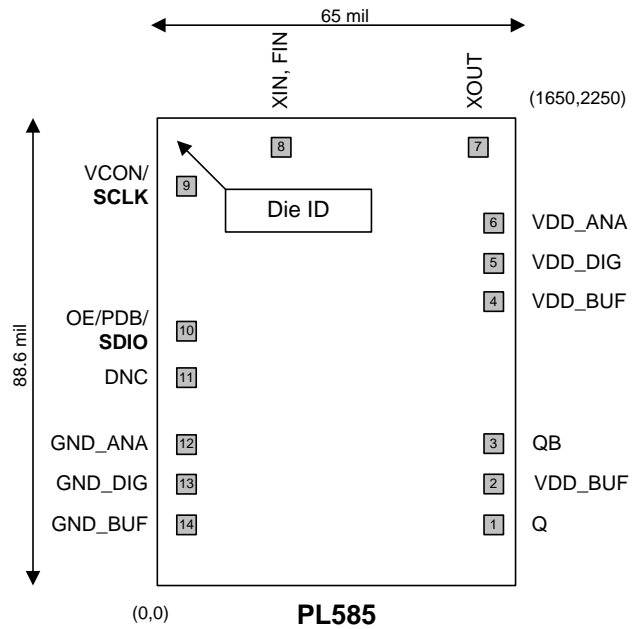 65 mil
XIN, FIN
XOUT
(1650,2250)
8
7
VCON/
SCLK
9
Die ID
6
VDD_ANA
5
VDD_DIG
4
VDD_BUF
88.6 mil
OE/PDB/
SDIO
10
DNC
11
GND_ANA
12
3
QB
GND_DIG
13
2
VDD_BUF
GND_BUF
14
1
Q
(0,0)
PL585